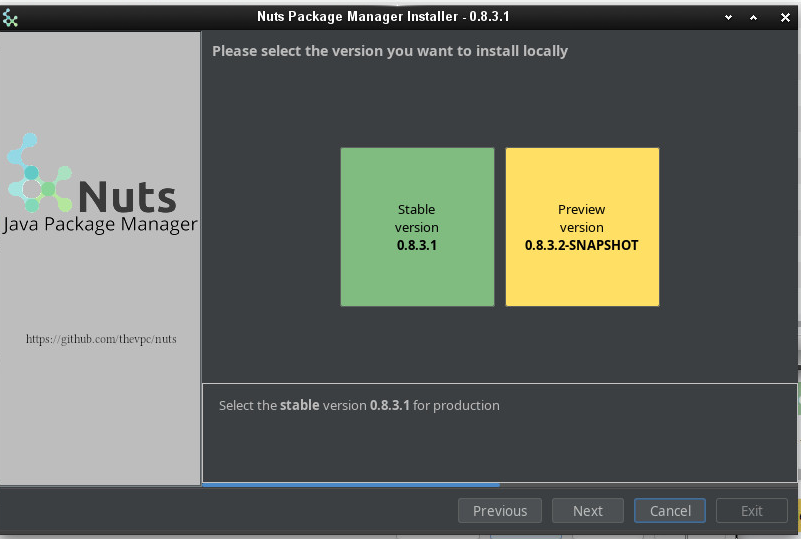 Nuts Package Manager Installer - 0.8.3.1
Please select the version you want to install locally
Nuts
Java Package Manager
https://github.com/thevpc/nuts
Stable
version
0.8.3.1
Preview
version
0.8.3.2-SNAPSHOT
Select the stable version 0.8.3.1 for production
Previous
Next
Cancel
Exit